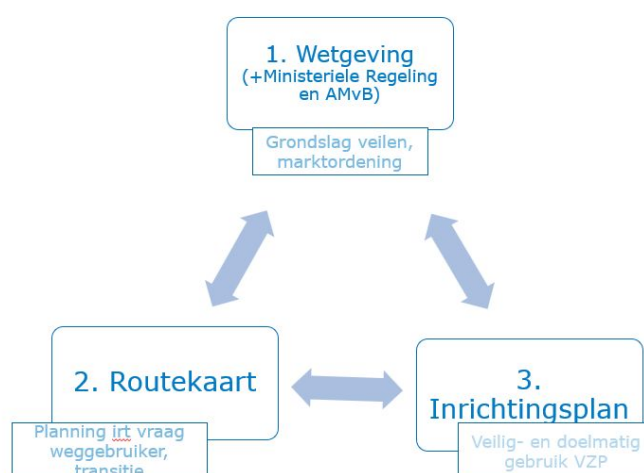 1. Wetgeving
(+Ministeriele Regeling
en AMvB)
Grondslag veilen,
marktordening
2. Routekaart
Planning irt vraag
weggebruiker,
transitie
3.
Inrichtingsplan
Veilig- en doelmatig
gebruik VZP